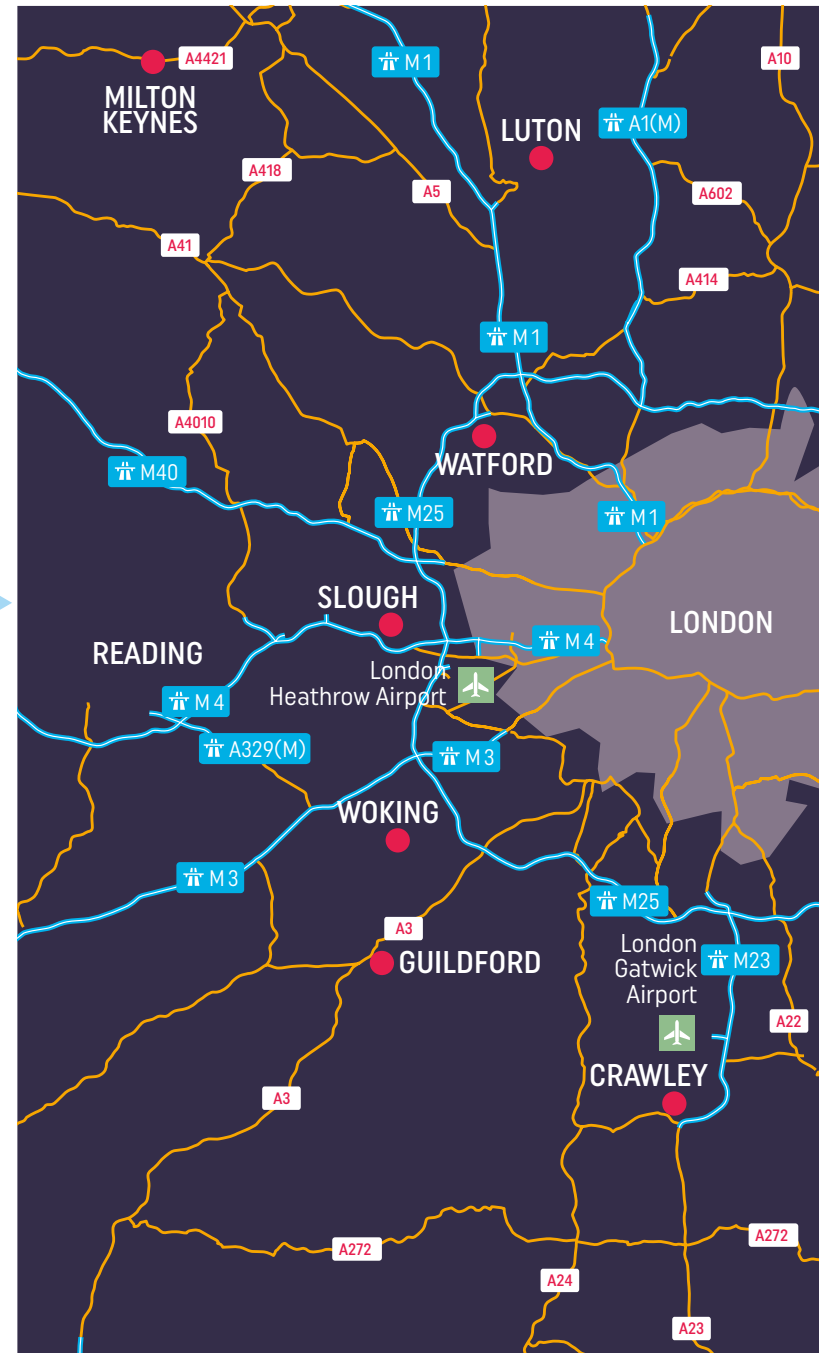 A4421
M1
A10
MILTON
KEYNES
LUTON
A1(M)
A418
A5
A602
A41
A414
M1
A4010
WATFORD
M40
M25
M1
SLOUGH
LONDON
READING
M4
London
Heathrow Airport
M4
A329(M)
M3
WOKING
M3
M25
A3
GUILDFORD
London
Gatwick
Airport
M23
A22
CRAWLEY
A3
A272
A272
A24
A23